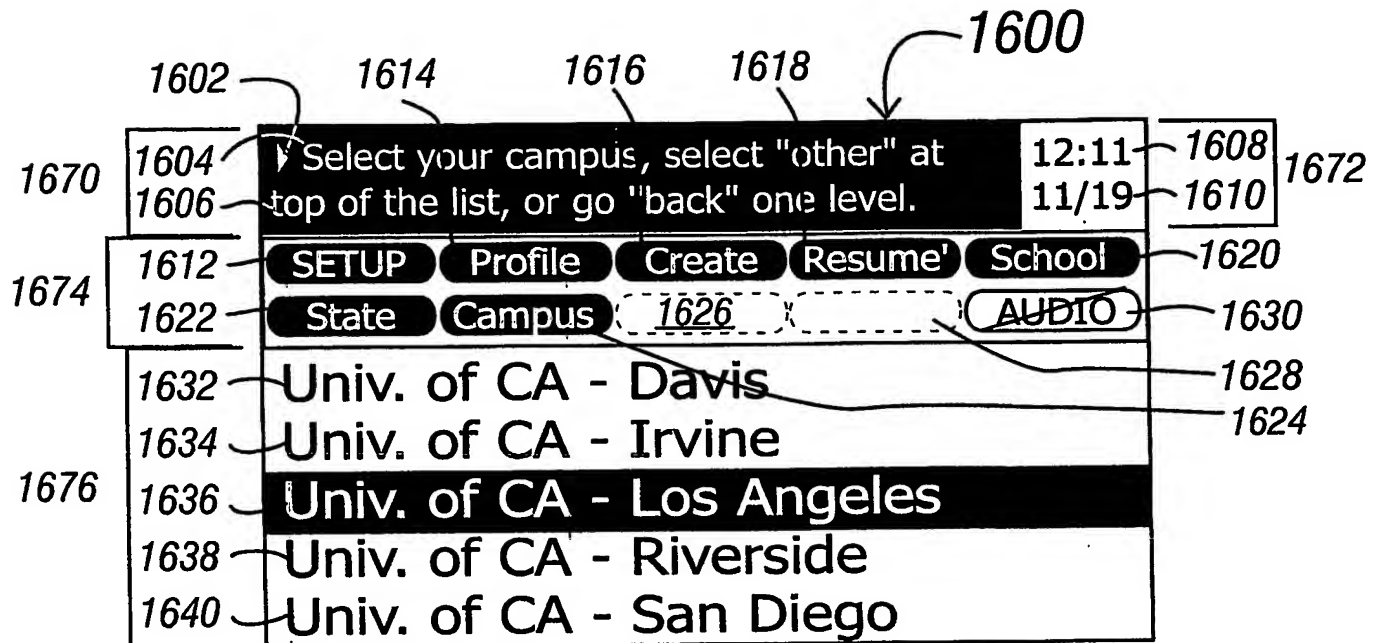 1600
1602 1614 1616 1618
1670 1604 Select your campus, select "other" at 12:11 1608 1672
1606 top of the list, or go "back" one level. 11/19 1610
1674 1612 SETUP Profile Create Resume' School 1620
1622 State Campus 1626 AUDIO 1630
1632 Univ. of CA - Davis 1628
1634 Univ. of CA - Irvine 1624
1676 1636 Univ. of CA - Los Angeles
1638 Univ. of CA - Riverside
1640 Univ. of CA - San Diego